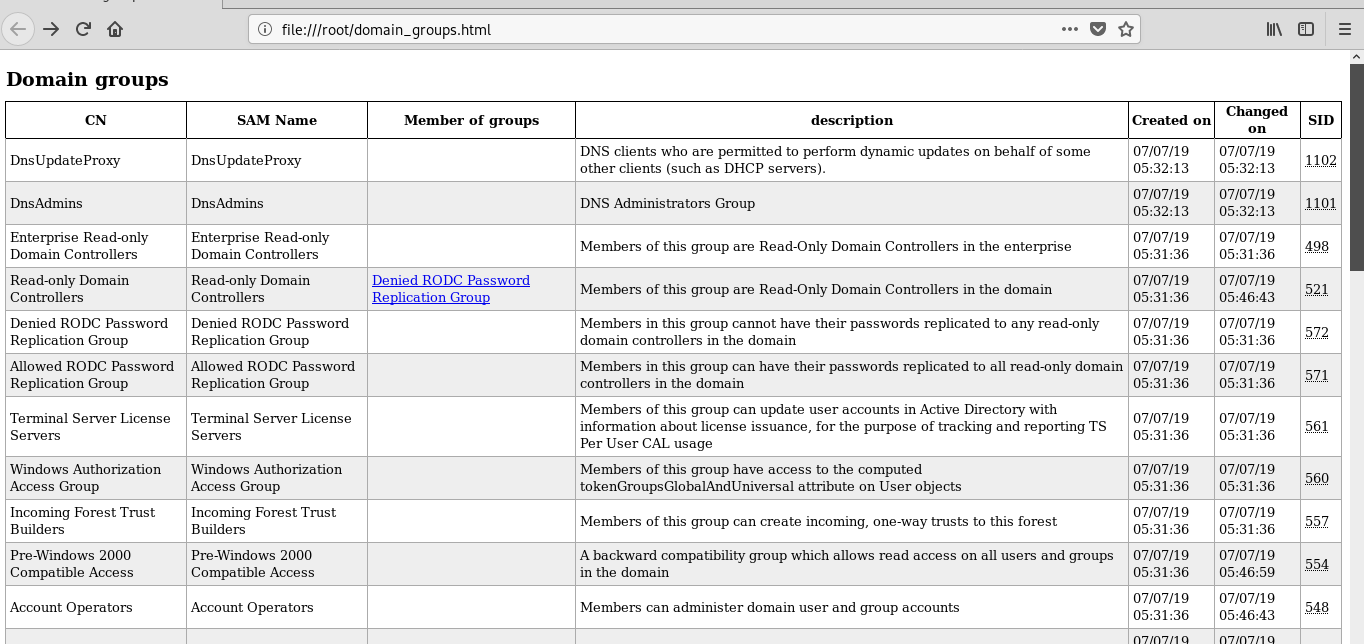 file:///root/domain_groups.html
Domain groups
CN SAM Name Member of groups description Created on Changed on SID
DnsUpdateProxy DnsUpdateProxy DNS clients who are permitted to perform dynamic updates on behalf of some other clients (such as DHCP servers). 07/07/19 05:32:13 07/07/19 05:32:13 1102
DnsAdmins DnsAdmins DNS Administrators Group 07/07/19 05:32:13 07/07/19 05:32:13 1101
Enterprise Read-only Domain Controllers Enterprise Read-only Domain Controllers Members of this group are Read-Only Domain Controllers in the enterprise 07/07/19 05:31:36 07/07/19 05:31:36 498
Read-only Domain Controllers Read-only Domain Controllers Denied RODC Password Replication Group Members of this group are Read-Only Domain Controllers in the domain 07/07/19 05:31:36 07/07/19 05:46:43 521
Denied RODC Password Replication Group Denied RODC Password Replication Group Members in this group cannot have their passwords replicated to any read-only domain controllers in the domain 07/07/19 05:31:36 07/07/19 05:31:36 572
Allowed RODC Password Replication Group Allowed RODC Password Replication Group Members in this group can have their passwords replicated to all read-only domain controllers in the domain 07/07/19 05:31:36 07/07/19 05:31:36 571
Terminal Server License Servers Terminal Server License Servers Members of this group can update user accounts in Active Directory with information about license issuance, for the purpose of tracking and reporting TS Per User CAL usage 07/07/19 05:31:36 07/07/19 05:31:36 561
Windows Authorization Access Group Windows Authorization Access Group Members of this group have access to the computed tokenGroupsGlobalAndUniversal attribute on User objects 07/07/19 05:31:36 07/07/19 05:31:36 560
Incoming Forest Trust Builders Incoming Forest Trust Builders Members of this group can create incoming, one-way trusts to this forest 07/07/19 05:31:36 07/07/19 05:31:36 557
Pre-Windows 2000 Compatible Access Pre-Windows 2000 Compatible Access A backward compatibility group which allows read access on all users and groups in the domain 07/07/19 05:31:36 07/07/19 05:46:59 554
Account Operators Account Operators Members can administer domain user and group accounts 07/07/19 05:31:36 07/07/19 05:46:43 548
07/07/19 07/07/19